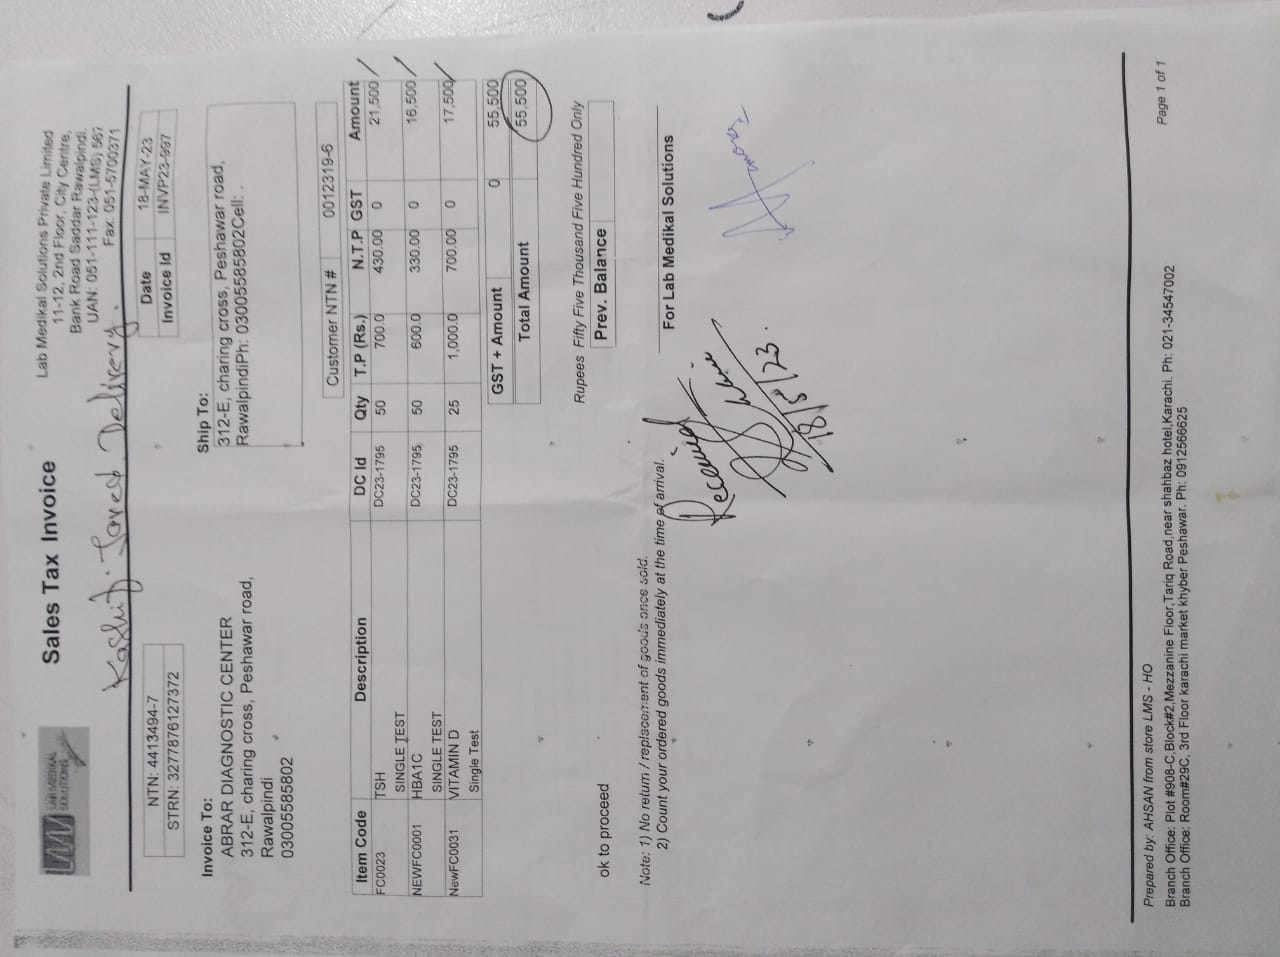 LAB MEDIKAL
SOLUTIONS
Sales Tax Invoice
Lab Medikal Solutions Private Limited
11-12, 2nd Floor, City Centre,
Bank Road Saddar Rawalpindi.
UAN: 051-111-123-(LMS) 567
Fax: 051-5700371
Kashif Javed Delivery.
NTN: 4413494-7
STRN: 3277876127372
Date 18-MAY-23
Invoice Id INVP23-997
Invoice To:
ABRAR DIAGNOSTIC CENTER
312-E, charing cross, Peshawar road,
Rawalpindi
03005585802
Ship To:
312-E, charing cross, Peshawar road,
RawalpindiPh: 03005585802Cell: .
Customer NTN # 0012319-6
Item Code Description DC Id Qty T.P (Rs.) N.T.P GST Amount
FC0023 TSH DC23-1795 50 700.0 430.00 0 21,500
SINGLE TEST
NEWFC0001 HBA1C DC23-1795 50 600.0 330.00 0 16,500
SINGLE TEST
NewFC0031 VITAMIN D DC23-1795 25 1,000.0 700.00 0 17,500
Single Test
GST + Amount 0 55,500
Total Amount 55,500
Rupees Fifty Five Thousand Five Hundred Only
Prev. Balance
ok to proceed
For Lab Medikal Solutions
Note: 1) No return / replacement of goods once sold.
2) Count your ordered goods immediately at the time of arrival.
Received
18/5/23.
Prepared by: AHSAN from store LMS - HO
Page 1 of 1
Branch Office: Plot #908-C,Block#2,Mezzanine Floor,Tariq Road,near shahbaz hotel,Karachi. Ph: 021-34547002
Branch Office: Room#29C, 3rd Floor karachi market khyber Peshawar. Ph: 0912566625